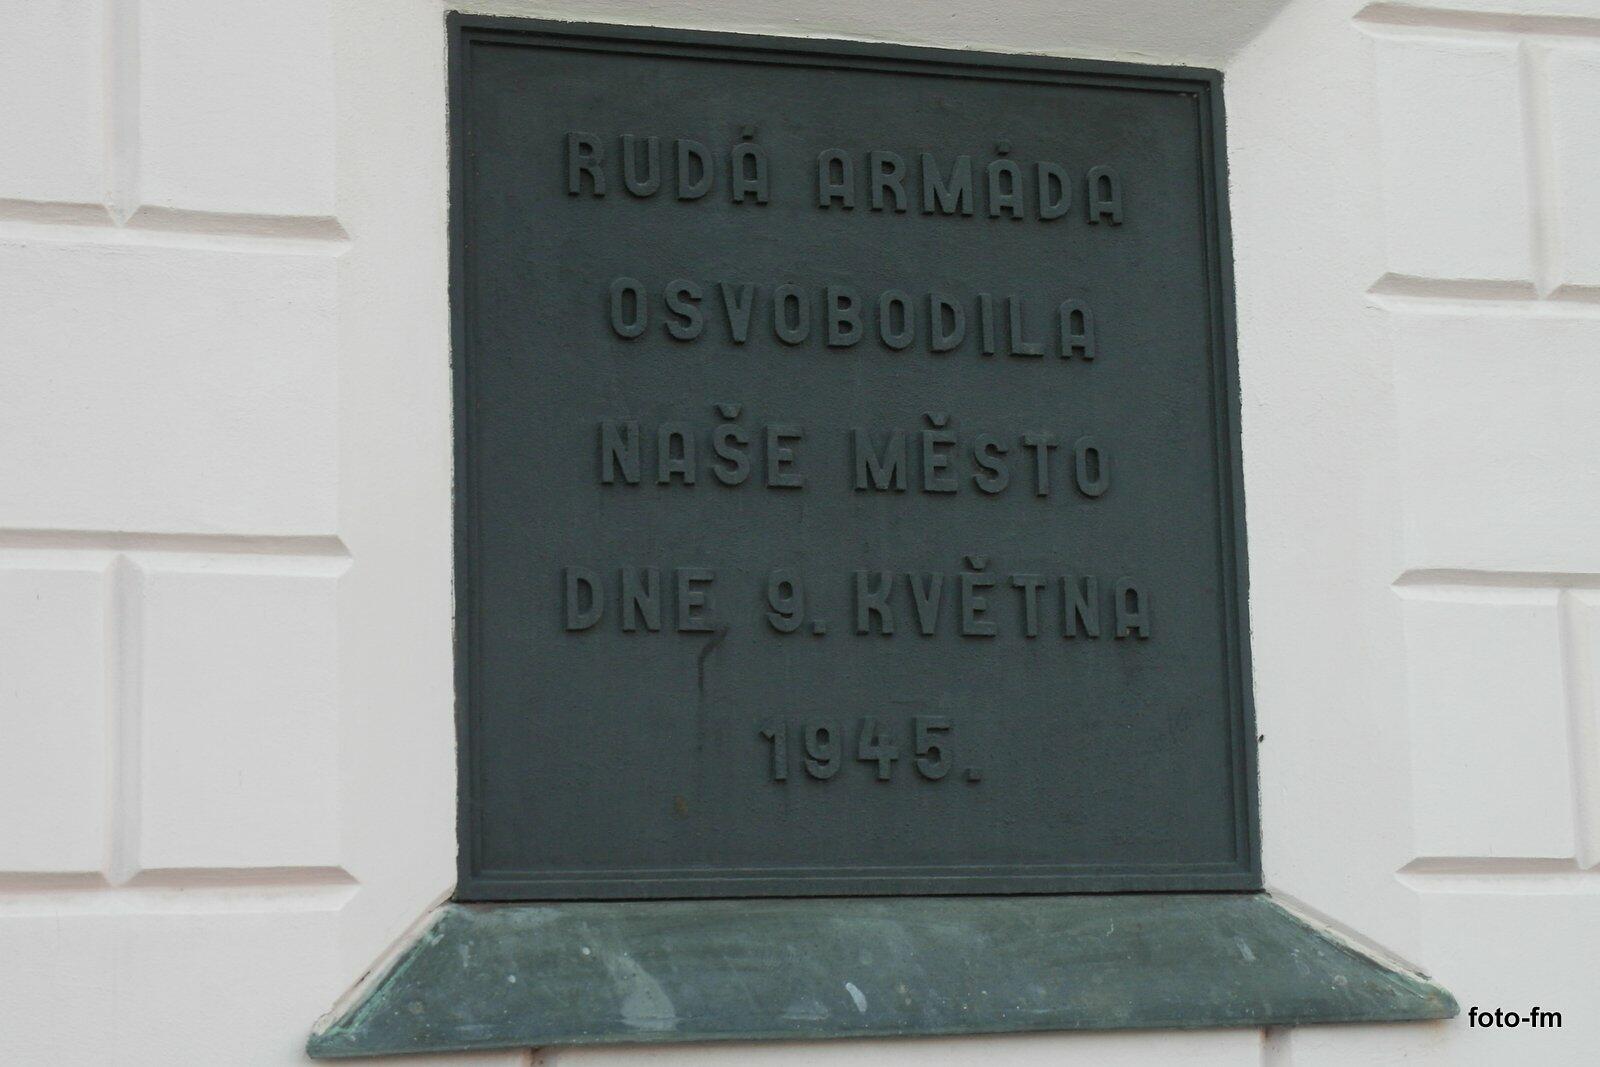 RUDÁ ARMÁDA
OSVOBODILA
NAŠE MĚSTO
DNE 9. KVĚTNA
1945.
foto-fm